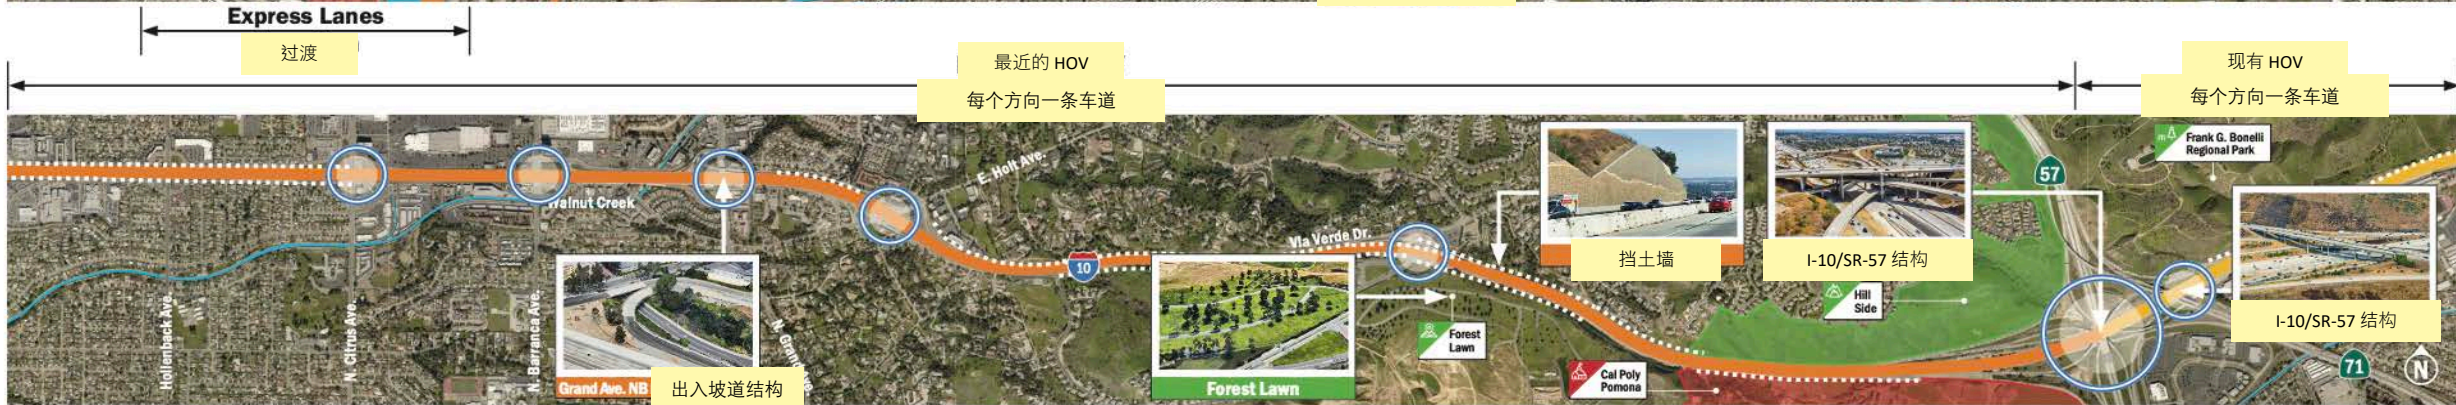 Express Lanes
过渡
最近的 HOV
每个方向一条车道
现有 HOV
每个方向一条车道
Frank G. Bonelli
Regional Park
57
E. Holt Ave.
Walnut Creek
Via Verde Dr.
10
挡土墙
I-10/SR-57 结构
Hill
Side
I-10/SR-57 结构
Hollenback Ave.
N. Citrus Ave.
N. Barranca Ave.
Grand Ave. NB
出入坡道结构
N. Grand Ave.
Forest Lawn
Forest
Lawn
Cal Poly
Pomona
71
N